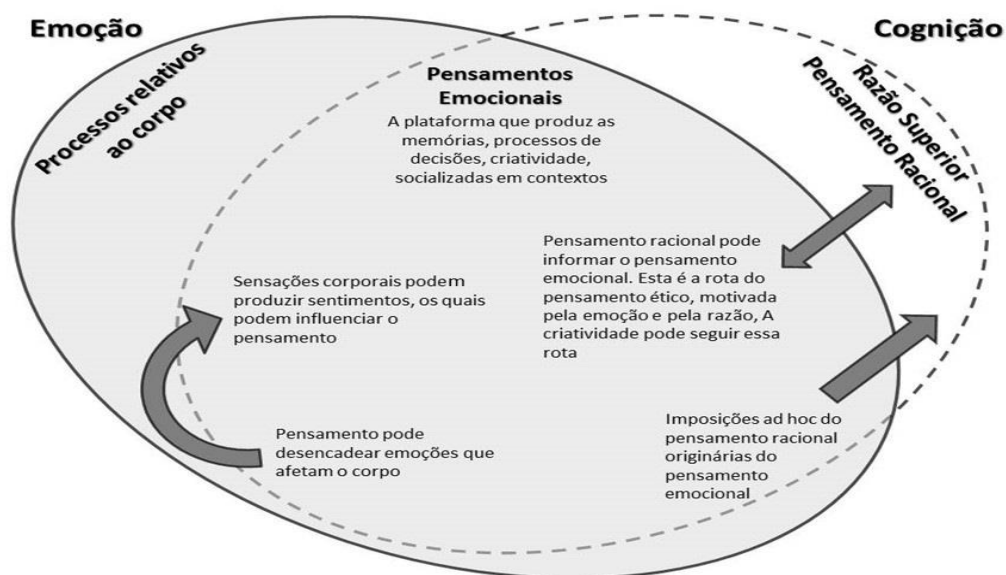 Emoção
Cognição
Processos relativos
ao corpo
Pensamentos
Emocionais
A plataforma que produz as
memórias, processos de
decisões, criatividade,
socializadas em contextos
Razão Superior
Pensamento Racional
Sensações corporais podem
produzir sentimentos, os quais
podem influenciar o
pensamento
Pensamento racional pode
informar o pensamento
emocional. Esta é a rota do
pensamento ético, motivada
pela emoção e pela razão, A
criatividade pode seguir essa
rota
Pensamento pode
desencadear emoções que
afetam o corpo
Imposições ad hoc do
pensamento racional
originárias do
pensamento
emocional